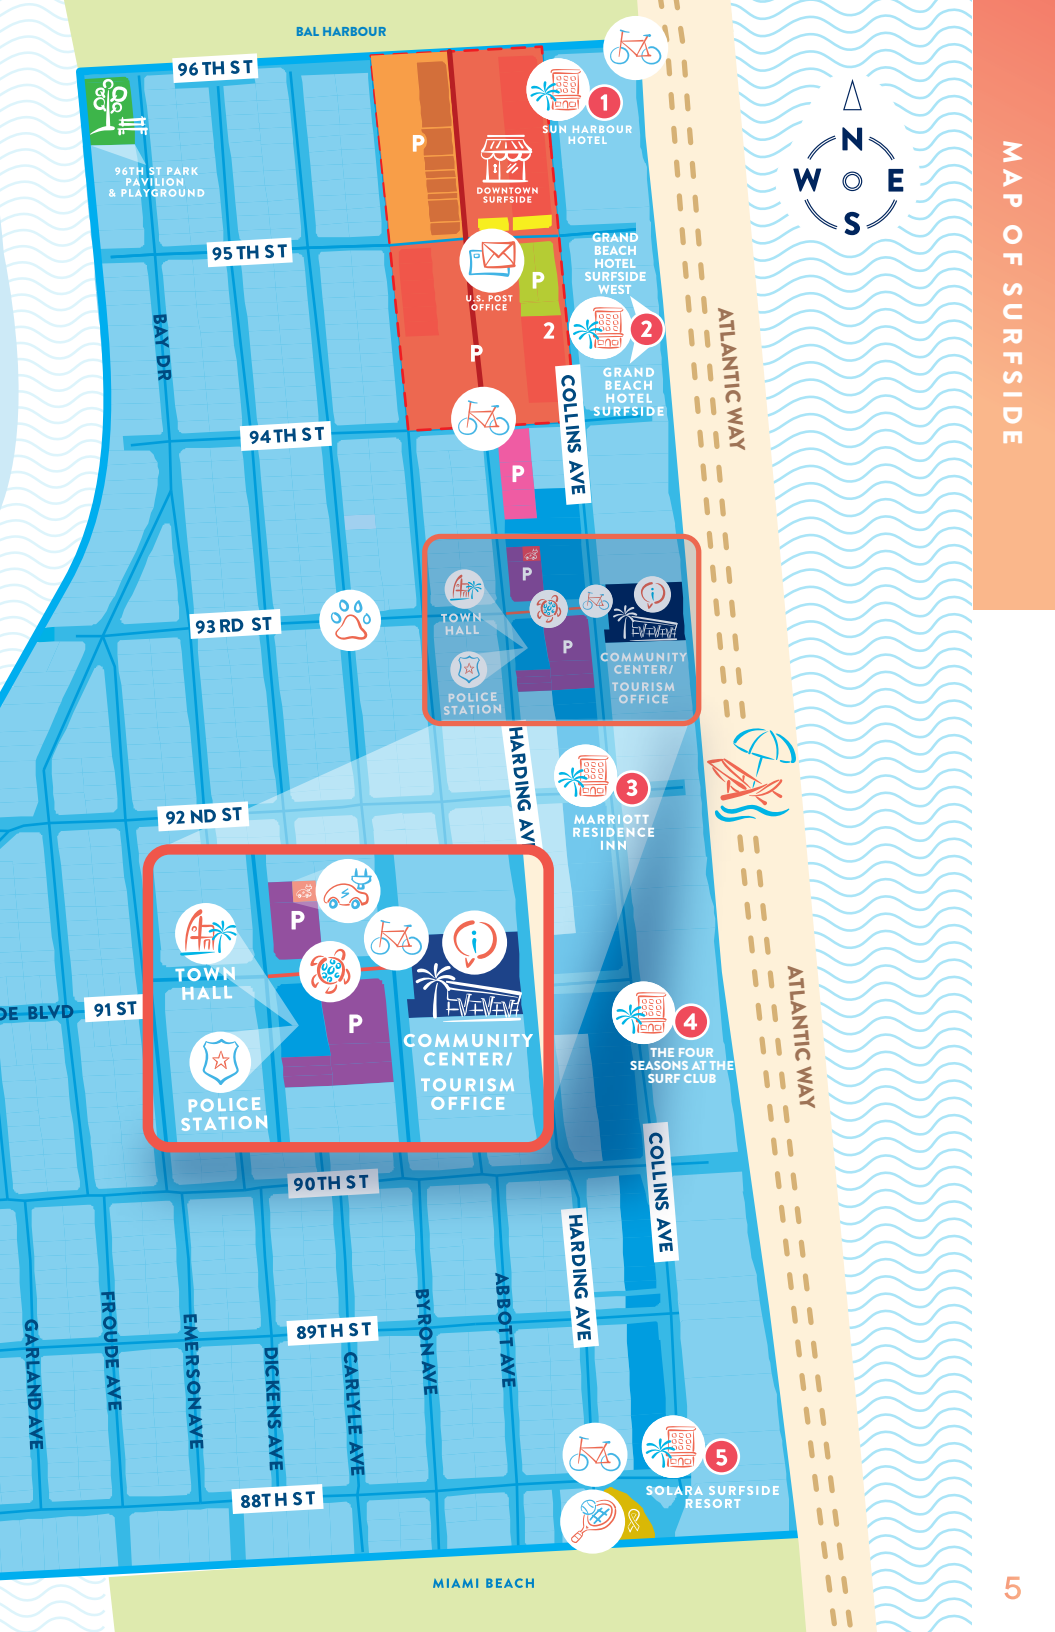 BAL HARBOUR
96TH ST
96TH ST PARK
PAVILION
& PLAYGROUND
P
DOWNTOWN
SURFSIDE
1
SUN HARBOUR
HOTEL
N
W
E
S
MAP OF SURFSIDE
95TH ST
BAY DR
U.S. POST
OFFICE
P
2
P
GRAND
BEACH
HOTEL
SURFSIDE
WEST
2
GRAND
BEACH
HOTEL
SURFSIDE
ATLANTIC WAY
COLLINS AVE
94TH ST
P
93RD ST
TOWN
HALL
POLICE
STATION
P
P
COMMUNITY
CENTER/
TOURISM
OFFICE
HARDING AV
3
MARRIOTT
RESIDENCE
INN
92ND ST
P
TOWN
HALL
P
COMMUNITY
CENTER/
TOURISM
OFFICE
POLICE
STATION
DE BLVD
91 ST
4
THE FOUR
SEASONS AT THE
SURF CLUB
ATLANTIC WAY
COLLINS AVE
90TH ST
HARDING AVE
GARLAND AVE
FROUDE AVE
EMERSON AVE
DICKENS AVE
89TH ST
CARLYLE AVE
BYRON AVE
ABBOTT AVE
88TH ST
5
SOLARA SURFSIDE
RESORT
MIAMI BEACH
5